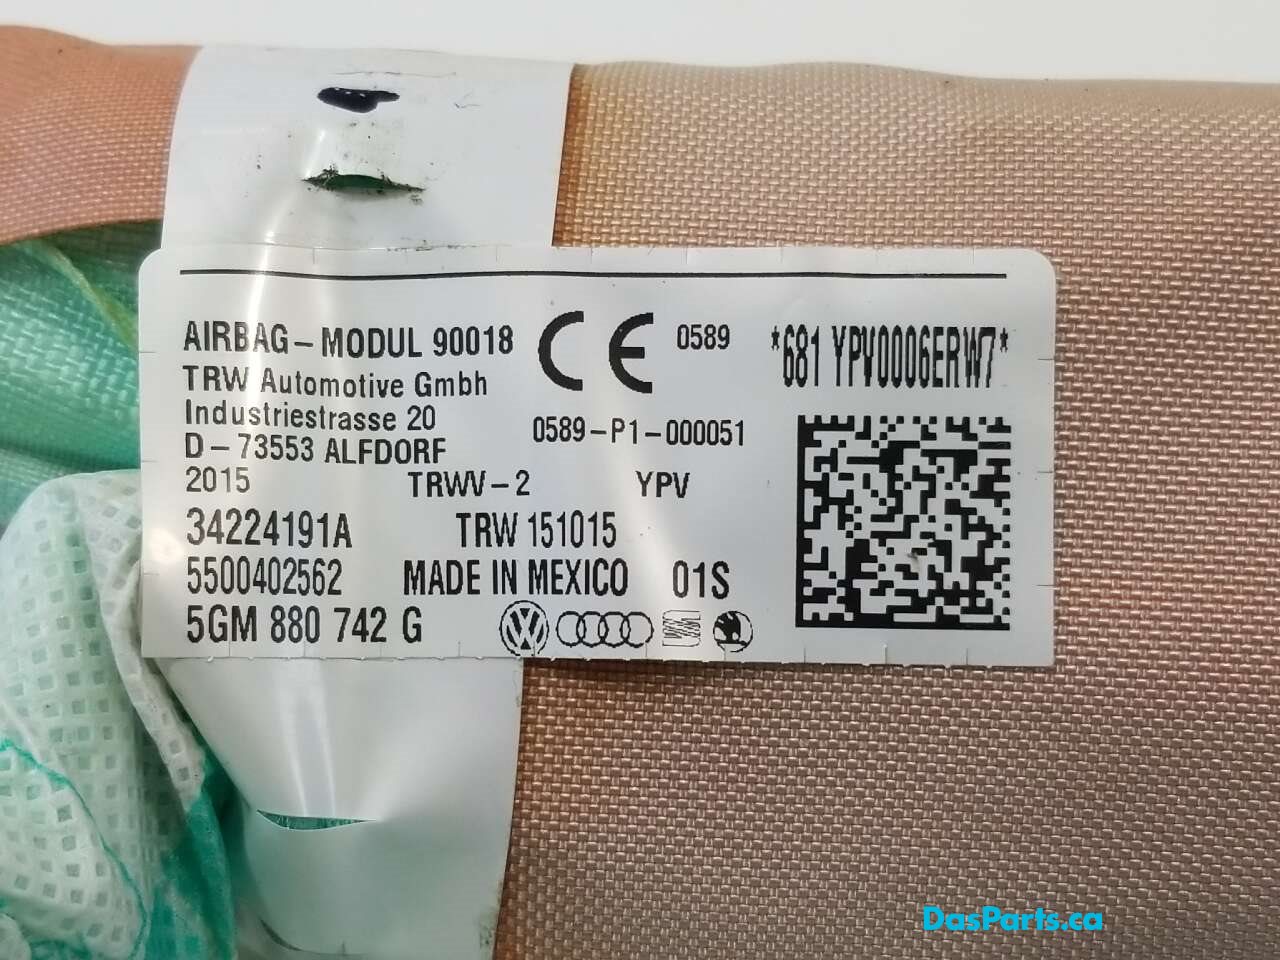 AIRBAG-MODUL 90018
TRW Automotive Gmbh
Industriestrasse 20
D-73553 ALFDORF
CE 0589
0589-P1-000051
*681 YPV0006ERW7*
2015 TRWV-2 YPV
34224191A TRW 151015
5500402562 MADE IN MEXICO 01S
5GM 880 742 G
DasParts.ca